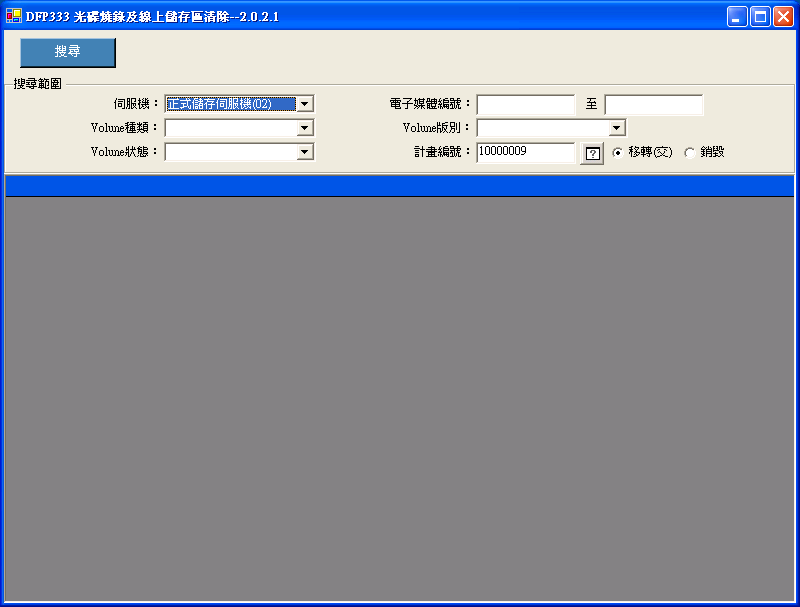 DFP333 光碟燒錄及線上儲存區清除--2.0.2.1
搜尋
搜尋範圍
伺服機： 正式儲存伺服機(02) 電子媒體編號： 至
Volune種類： Volune版別：
Volune狀態： 計畫編號： 10000009 ? 移轉(交) 銷毀